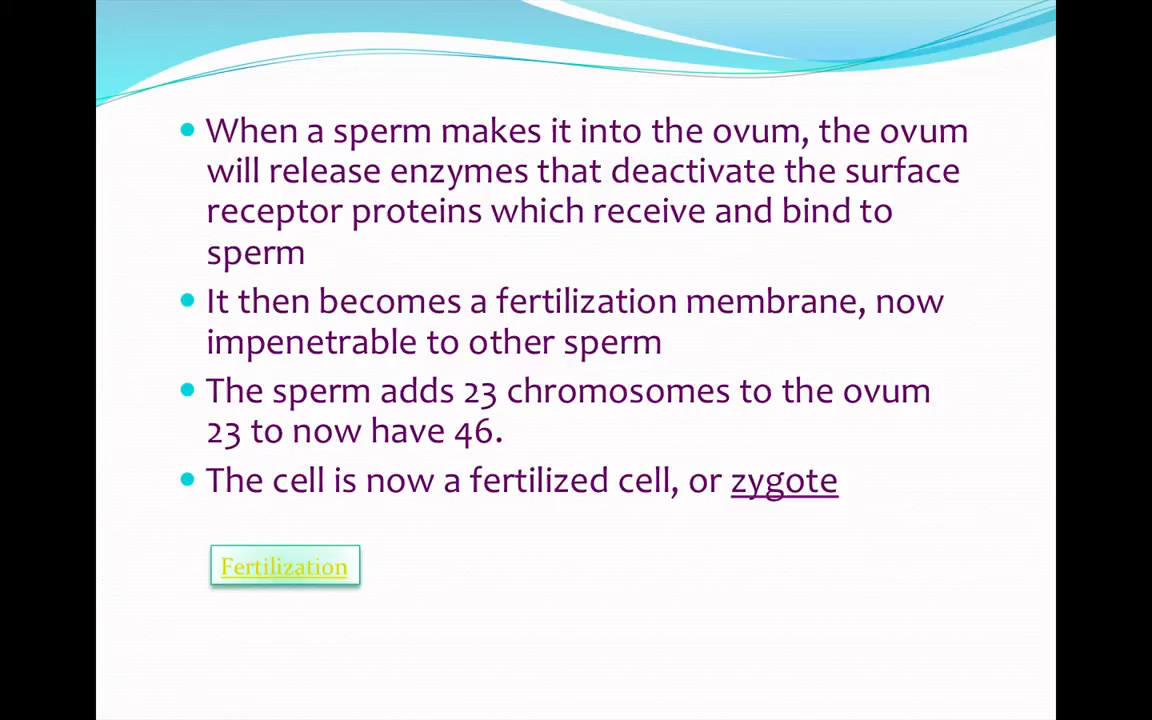 • When a sperm makes it into the ovum, the ovum
will release enzymes that deactivate the surface
receptor proteins which receive and bind to
sperm
• It then becomes a fertilization membrane, now
impenetrable to other sperm
• The sperm adds 23 chromosomes to the ovum
23 to now have 46.
• The cell is now a fertilized cell, or zygote
Fertilization